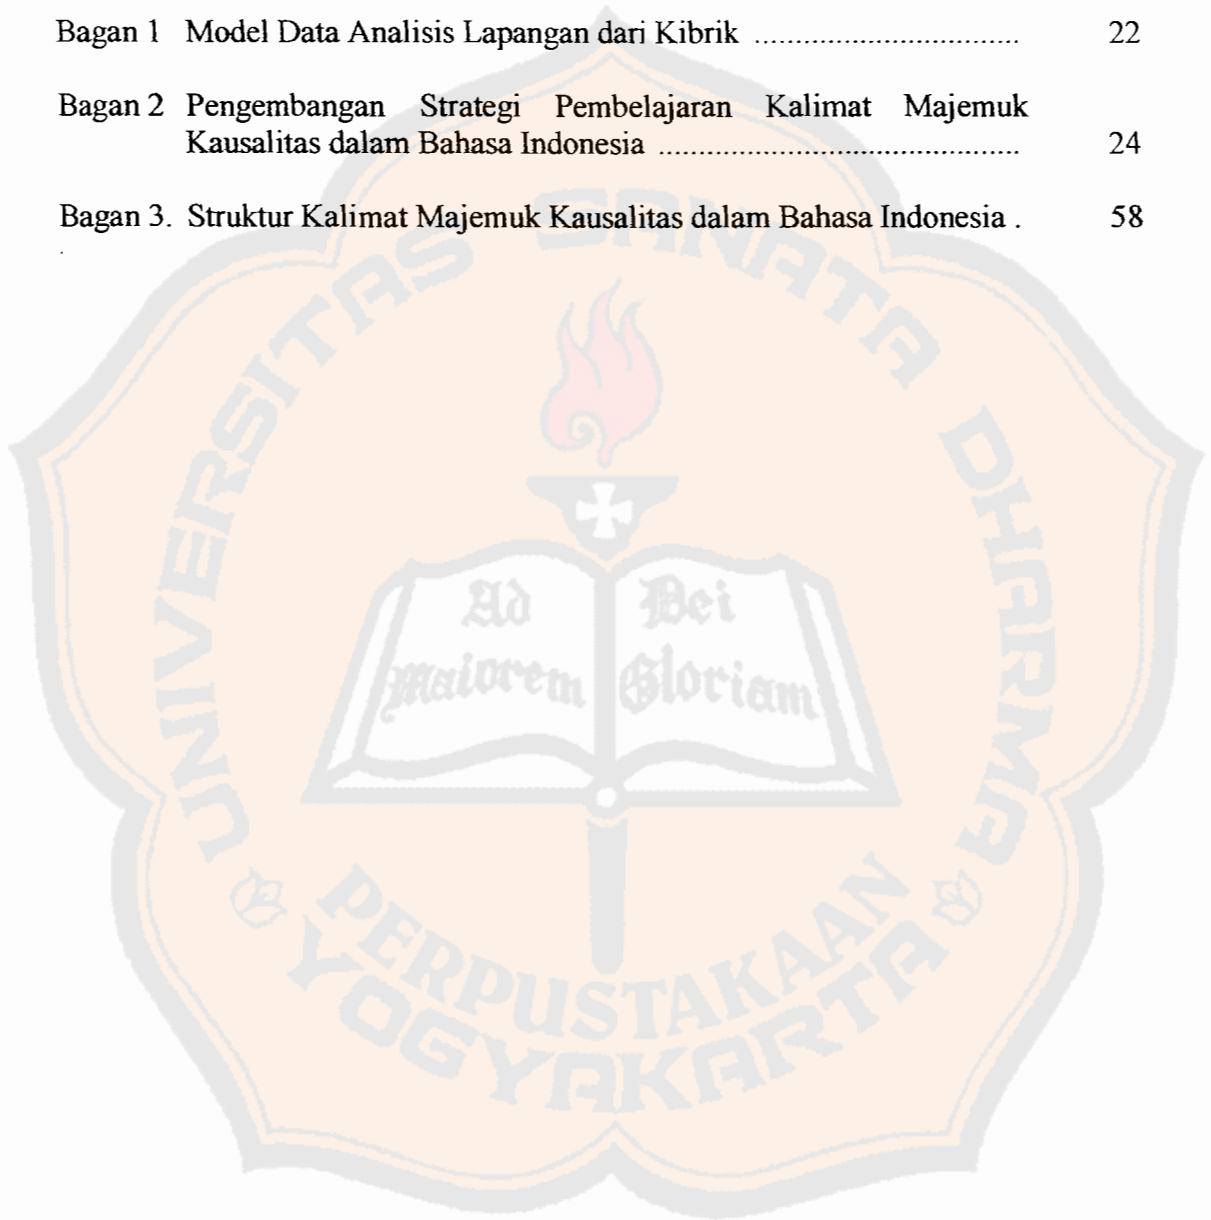 Bagan 1 Model Data Analisis Lapangan dari Kibrik ................................ 22
Bagan 2 Pengembangan Strategi Pembelajaran Kalimat Majemuk
Kausalitas dalam Bahasa Indonesia ........................................... 24
Bagan 3. Struktur Kalimat Majemuk Kausalitas dalam Bahasa Indonesia . 58
.
UNIVERSITAS SANATA DHARMA
Ad Dei
Maiorem Gloriam
PERPUSTAKAAN
YOGYAKARTA